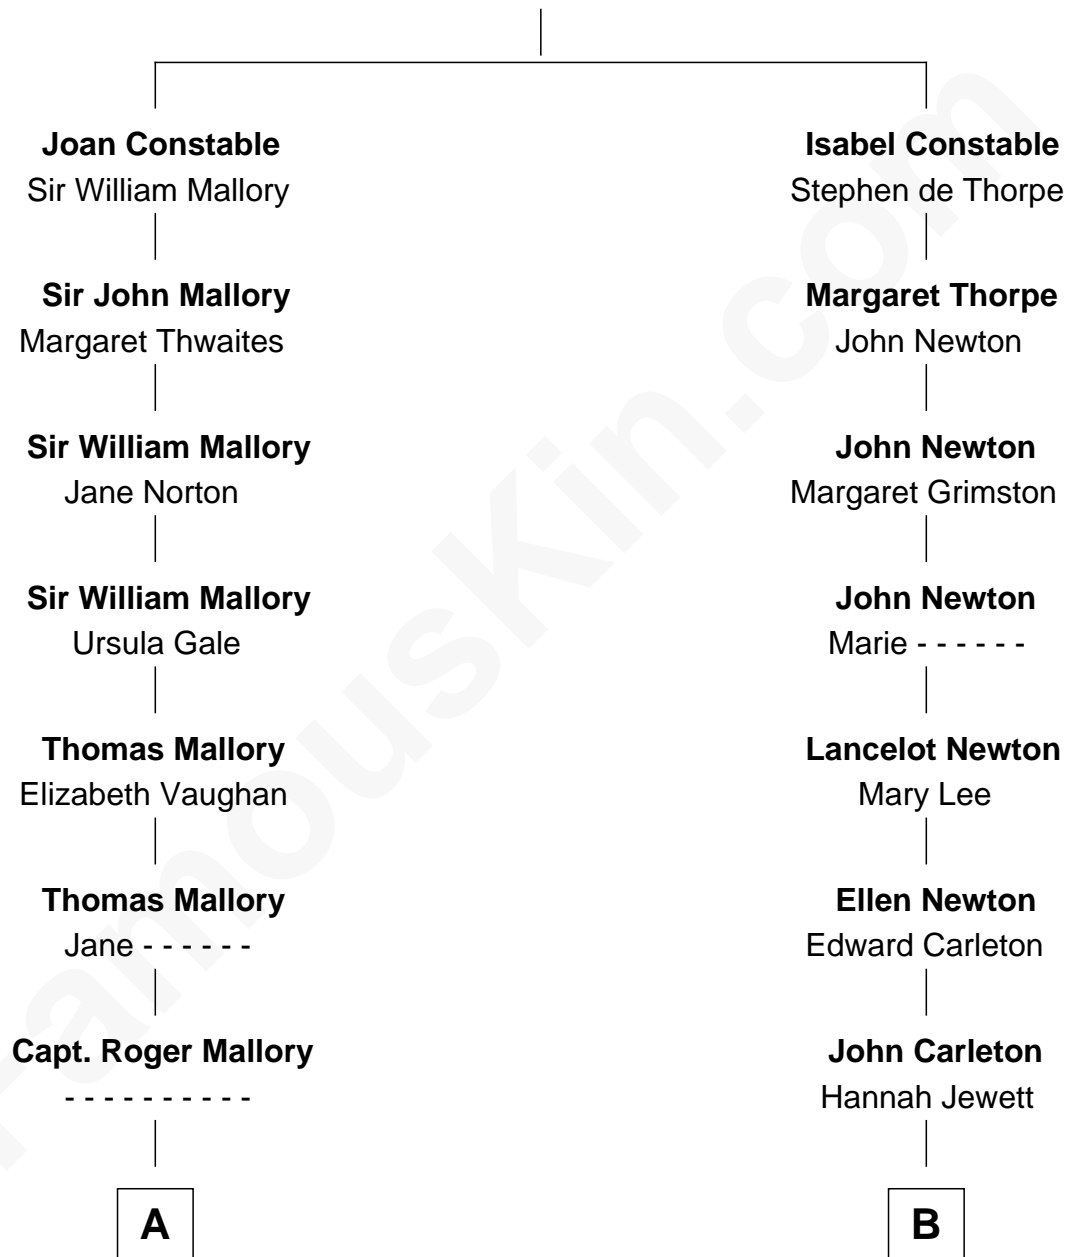 Joan Constable
Sir William Mallory
Sir John Mallory
Margaret Thwaites
Sir William Mallory
Jane Norton
Sir William Mallory
Ursula Gale
Thomas Mallory
Elizabeth Vaughan
Thomas Mallory
Jane - - - - - -
Capt. Roger Mallory
- - - - - - - - - -
A
Isabel Constable
Stephen de Thorpe
Margaret Thorpe
John Newton
John Newton
Margaret Grimston
John Newton
Marie - - - - - -
Lancelot Newton
Mary Lee
Ellen Newton
Edward Carleton
John Carleton
Hannah Jewett
B
FamousKin.com